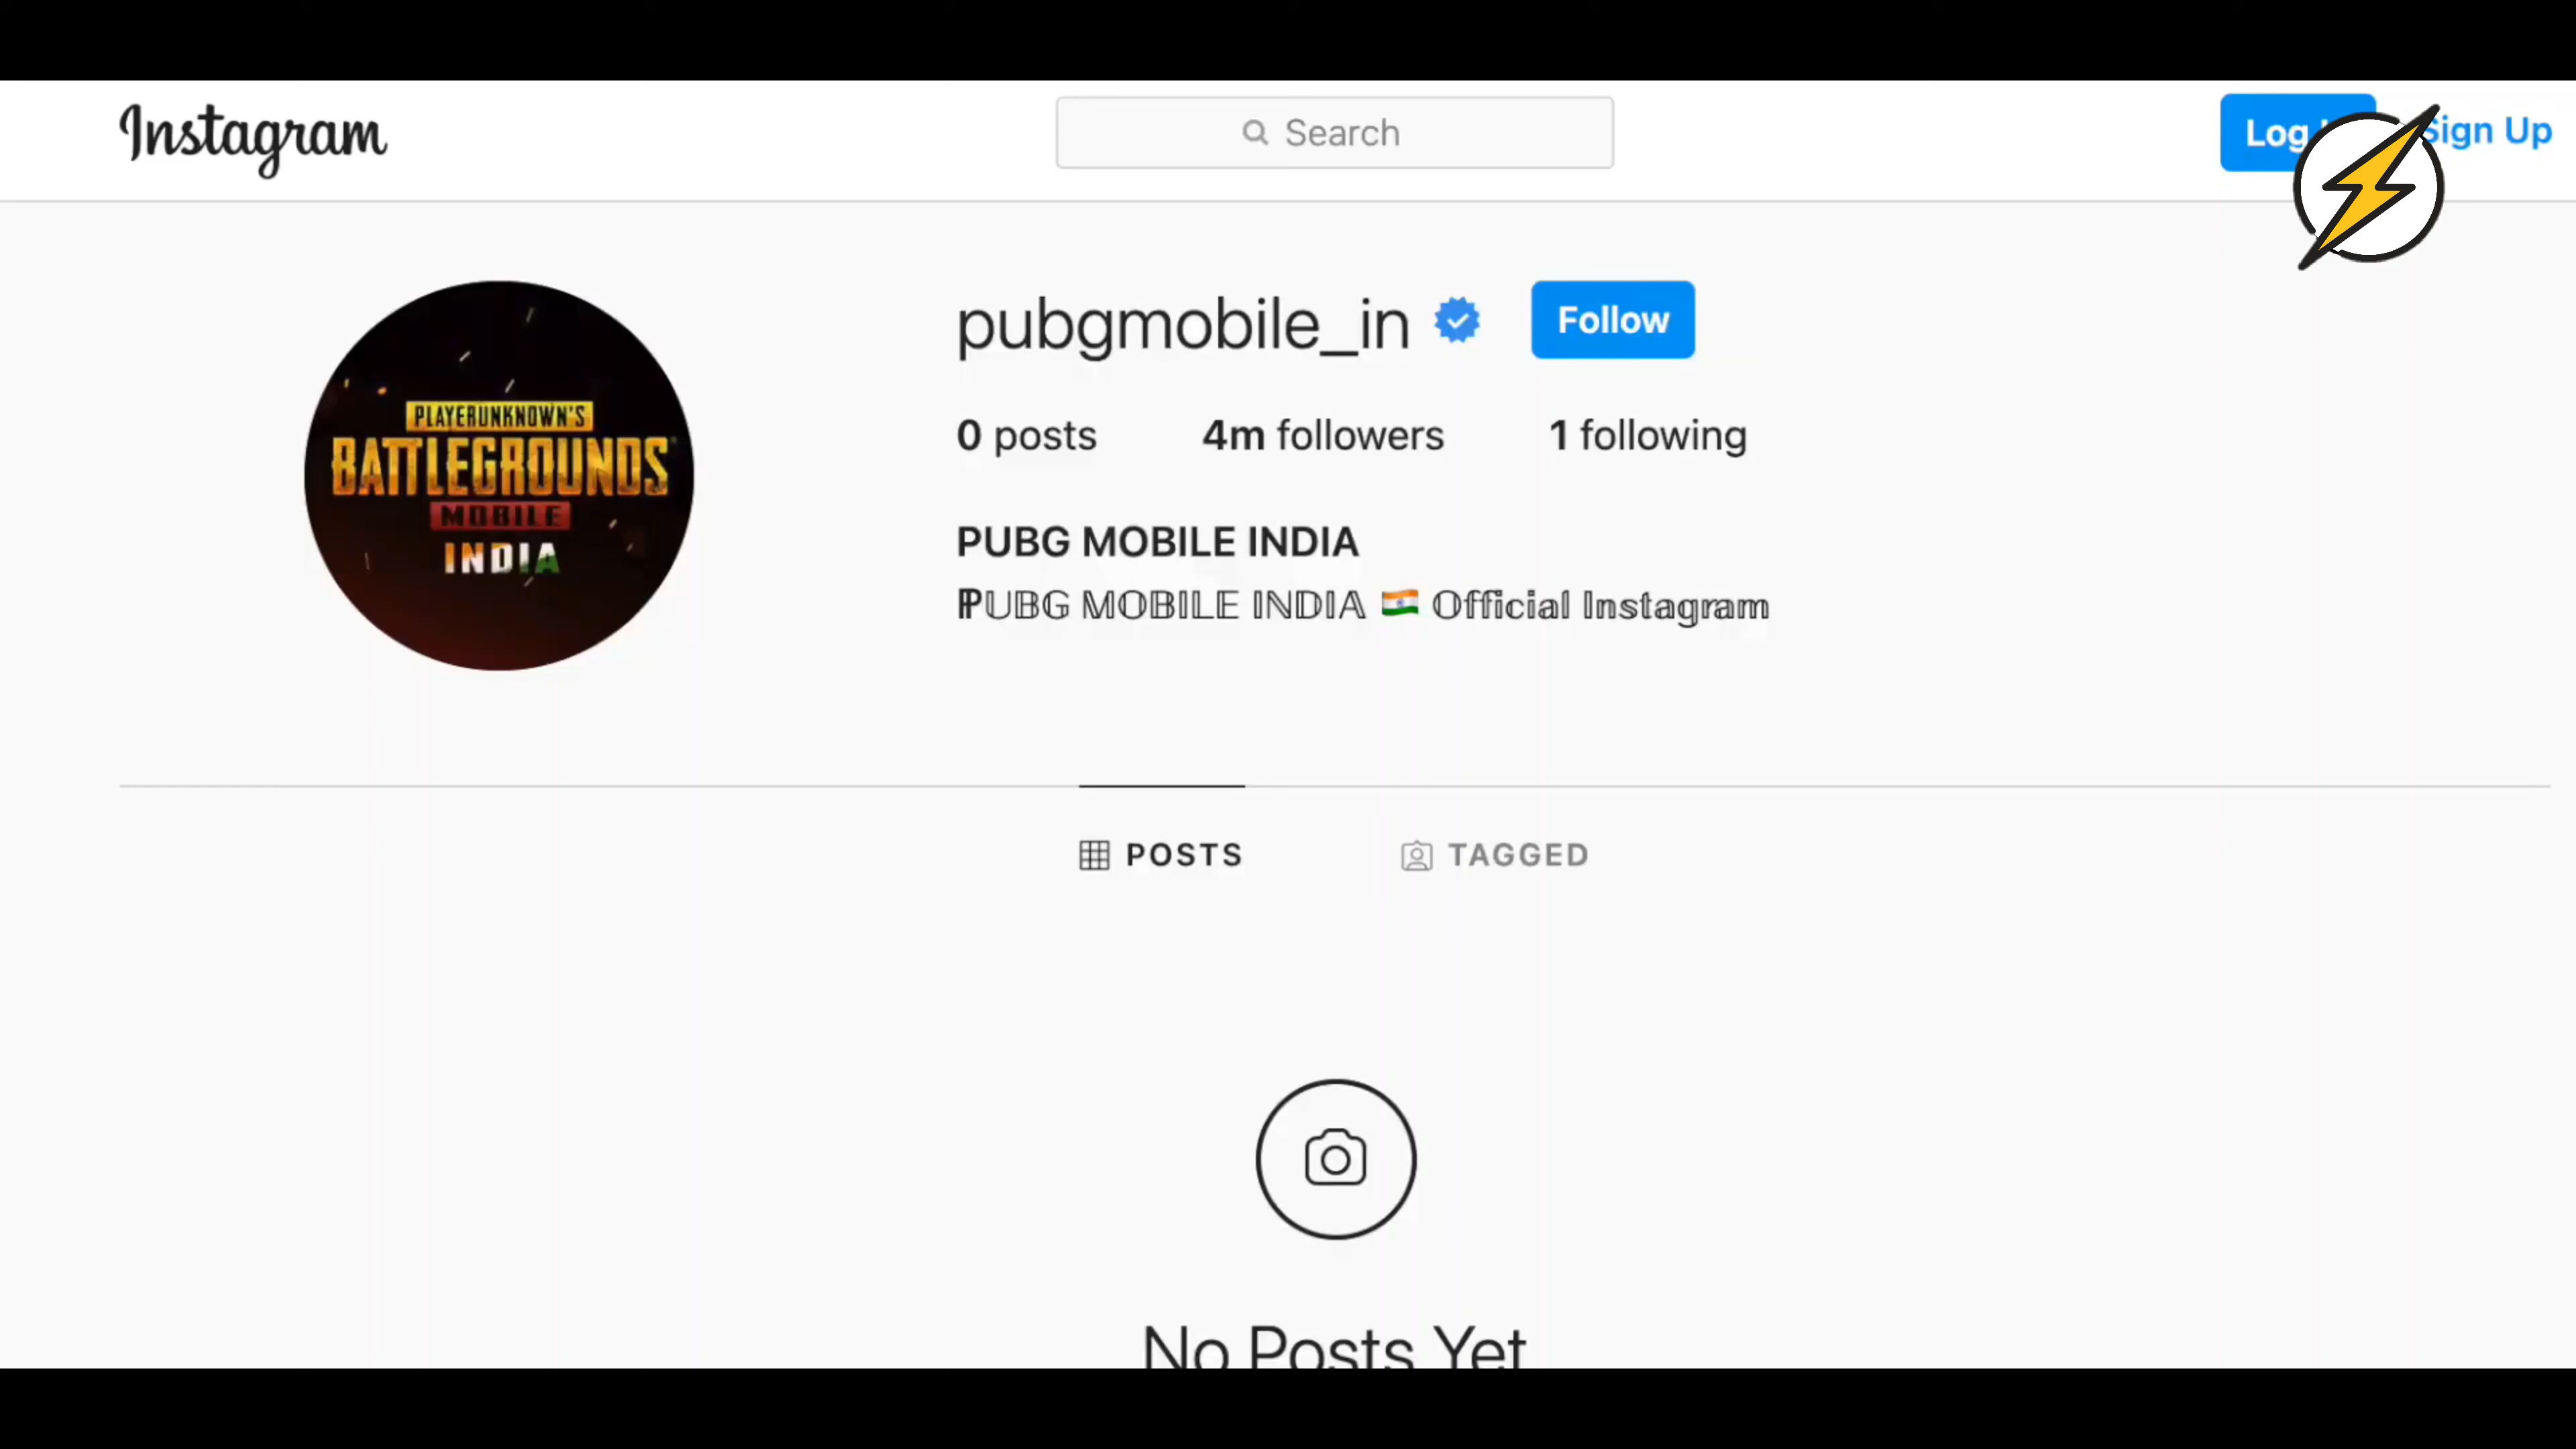 Instagram
Search
Log
Sign Up
PLAYERUNKNOWN'S
BATTLEGROUNDS
MOBILE
INDIA
pubgmobile_in
Follow
0 posts 4m followers 1 following
PUBG MOBILE INDIA
ℙUBG MOBILE INDIA 🇮🇳 Official Instagram
POSTS TAGGED
No Posts Yet